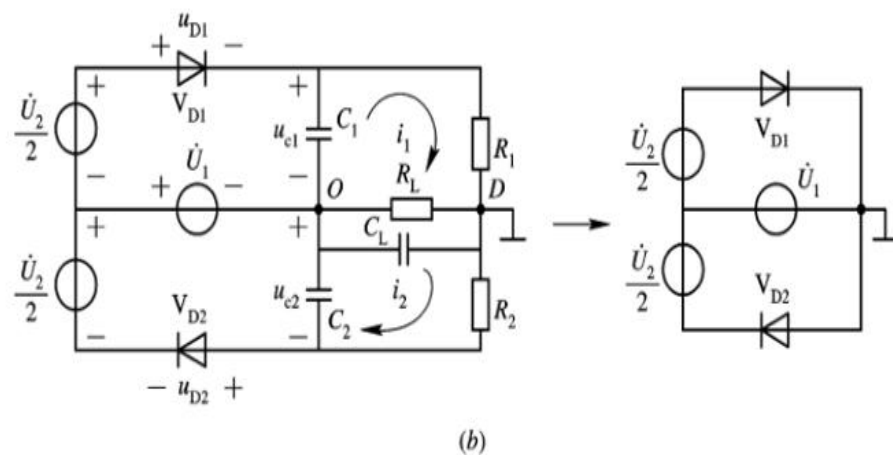 u_D1
+ −
V_D1
U̇_2/2
+
−
+
−
u_c1
C_1
i_1
R_1
U̇_1
+ −
O
R_L
D
U̇_2/2
+
−
+
−
C_L
u_c2
C_2
i_2
R_2
V_D2
− u_D2 +
U̇_2/2
V_D1
U̇_1
U̇_2/2
V_D2
(b)